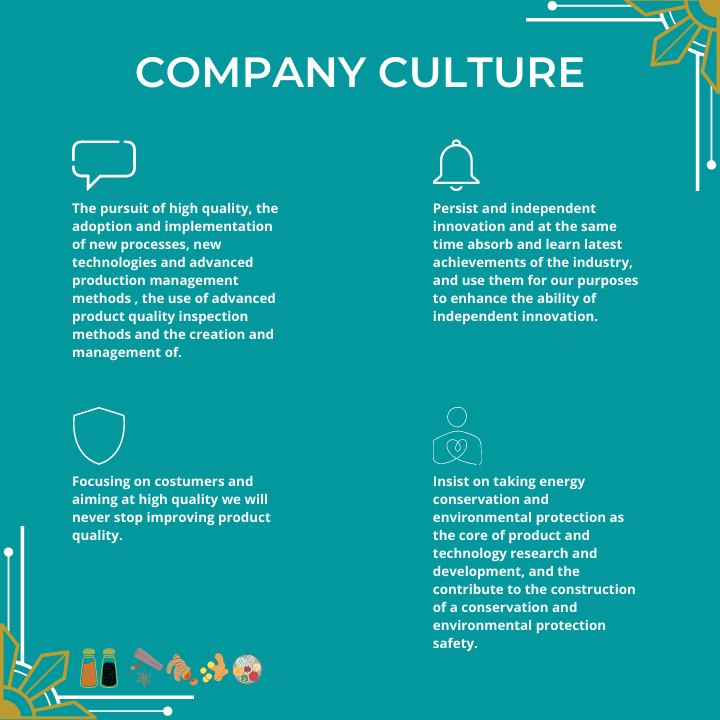 COMPANY CULTURE
The pursuit of high quality, the
adoption and implementation
of new processes, new
technologies and advanced
production management
methods , the use of advanced
product quality inspection
methods and the creation and
management of.
Persist and independent
innovation and at the same
time absorb and learn latest
achievements of the industry,
and use them for our purposes
to enhance the ability of
independent innovation.
Focusing on costumers and
aiming at high quality we will
never stop improving product
quality.
Insist on taking energy
conservation and
environmental protection as
the core of product and
technology research and
development, and the
contribute to the construction
of a conservation and
environmental protection
safety.